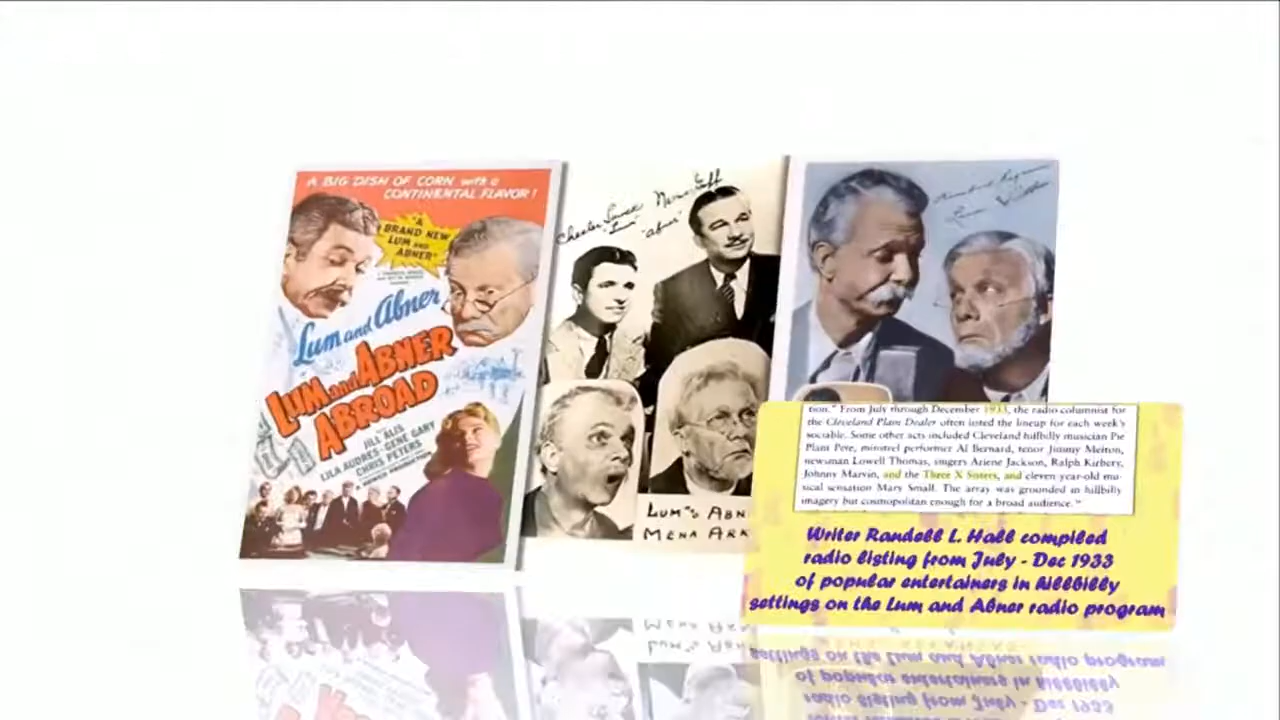 A BIG DISH OF CORN with a
CONTINENTAL FLAVOR!
"A
BRAND NEW
LUM AND
ABNER"
Lum and Abner
LUM and ABNER
ABROAD
JILL ALIS
LILA AUDRES - GENE GARY
CHRIS PETERS
"Lum"
"Abner"
LUM & ABN
MENA ARK
tion." From July through December 1933, the radio columnist for
the Cleveland Plain Dealer often listed the lineup for each week's
sociable. Some other acts included Cleveland hillbilly musician Pie
Plant Pete, minstrel performer Al Bernard, tenor Jimmy Melton,
newsman Lowell Thomas, singers Arlene Jackson, Ralph Kirbery,
Johnny Marvin, and the Three X Sisters, and eleven year-old mu-
sical sensation Mary Small. The array was grounded in hillbilly
imagery but cosmopolitan enough for a broad audience."
Writer Randell L. Hall compiled
radio listing from July - Dec 1933
of popular entertainers in hillbilly
settings on the Lum and Abner radio program